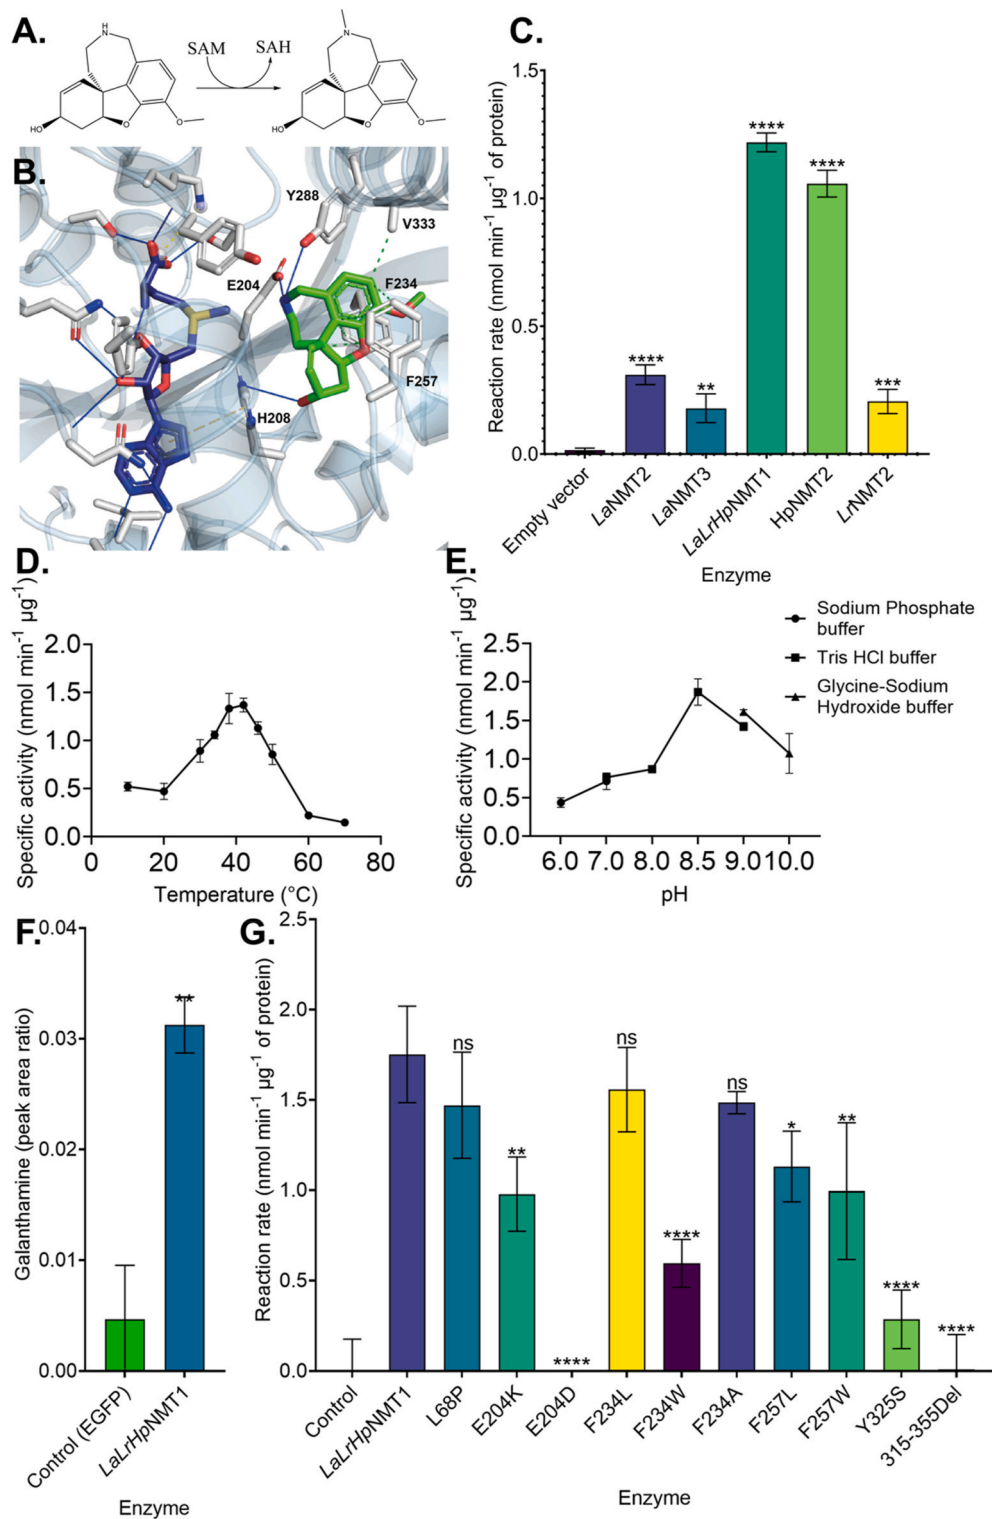 A.
H
N
SAM
SAH
N
HO
O
O
HO
O
O
B.
Y288
V333
E204
F234
F257
H208
C.
Reaction rate (nmol min⁻¹ µg⁻¹ of protein)
1.5
1.0
0.5
0.0
****
**
****
****
***
Empty vector
LaNMT2
LaNMT3
LaLrHpNMT1
HpNMT2
LrNMT2
Enzyme
D.
Specific activity (nmol min⁻¹ µg⁻¹)
2.0
1.5
1.0
0.5
0.0
0
20
40
60
80
Temperature (°C)
E.
Specific activity (nmol min⁻¹ µg⁻¹)
2.5
2.0
1.5
1.0
0.5
0.0
6.0
7.0
8.0
8.5
9.0
10.0
pH
Sodium Phosphate
buffer
Tris HCl buffer
Glycine-Sodium
Hydroxide buffer
F.
Galanthamine (peak area ratio)
0.04
0.03
0.02
0.01
0.00
**
Control (EGFP)
LaLrHpNMT1
Enzyme
G.
Reaction rate (nmol min⁻¹ µg⁻¹ of protein)
2.5
2.0
1.5
1.0
0.5
0.0
ns
**
****
ns
****
ns
*
**
****
****
Control
LaLrHpNMT1
L68P
E204K
E204D
F234L
F234W
F234A
F257L
F257W
Y325S
315-355Del
Enzyme